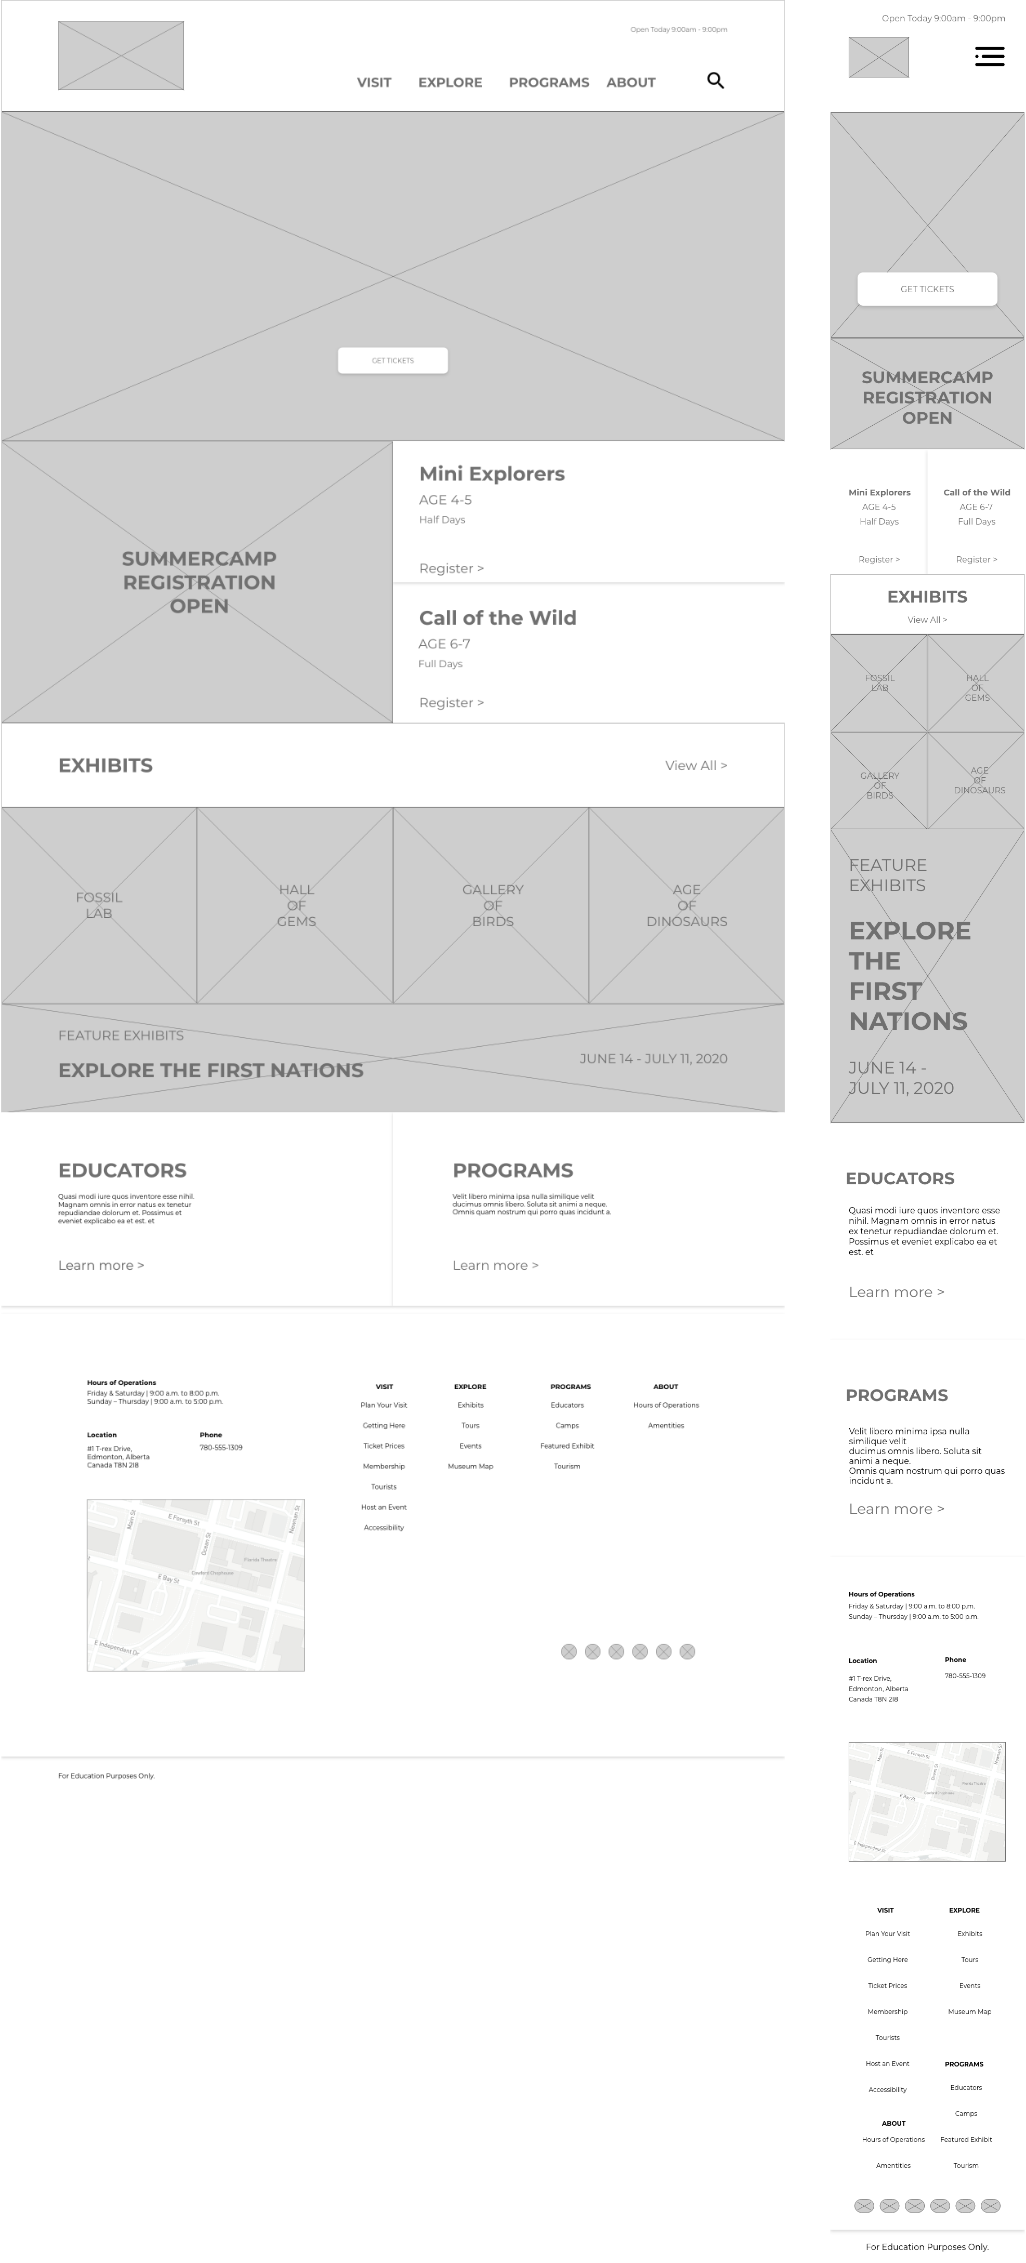 Open Today 9:00am - 9:00pm
VISIT EXPLORE PROGRAMS ABOUT
GET TICKETS
SUMMERCAMP
REGISTRATION
OPEN
Mini Explorers
AGE 4-5
Half Days
Register >
Call of the Wild
AGE 6-7
Full Days
Register >
EXHIBITS
View All >
FOSSIL
LAB
HALL
OF
GEMS
GALLERY
OF
BIRDS
AGE
OF
DINOSAURS
FEATURE EXHIBITS
EXPLORE THE FIRST NATIONS
JUNE 14 - JULY 11, 2020
EDUCATORS
Quasi modi iure quos inventore esse nihil.
Magnam omnis in error natus ex tenetur
repudiandae dolorum et. Possimus et
eveniet explicabo ea et est. et
Learn more >
PROGRAMS
Velit libero minima ipsa nulla similique velit
ducimus omnis libero. Soluta sit animi a neque.
Omnis quam nostrum qui porro quas incidunt a.
Learn more >
Hours of Operations
Friday & Saturday | 9:00 a.m. to 8:00 p.m.
Sunday – Thursday | 9:00 a.m. to 5:00 p.m.
Location
#1 T-rex Drive,
Edmonton, Alberta
Canada T8N 2I8
Phone
780-555-1309
Main St
E Forsyth St
Ocean St
Newnan St
Florida Theatre
E Bay St
E Independent Dr
VISIT
Plan Your Visit
Getting Here
Ticket Prices
Membership
Tourists
Host an Event
Accessibility
EXPLORE
Exhibits
Tours
Events
Museum Map
PROGRAMS
Educators
Camps
Featured Exhibit
Tourism
ABOUT
Hours of Operations
Amentities
For Education Purposes Only.
Open Today 9:00am - 9:00pm
GET TICKETS
SUMMERCAMP
REGISTRATION
OPEN
Mini Explorers
AGE 4-5
Half Days
Register >
Call of the Wild
AGE 6-7
Full Days
Register >
EXHIBITS
View All >
FOSSIL
LAB
HALL
OF
GEMS
GALLERY
OF
BIRDS
AGE
OF
DINOSAURS
FEATURE
EXHIBITS
EXPLORE
THE
FIRST
NATIONS
JUNE 14 -
JULY 11, 2020
EDUCATORS
Quasi modi iure quos inventore esse
nihil. Magnam omnis in error natus
ex tenetur repudiandae dolorum et.
Possimus et eveniet explicabo ea et
est. et
Learn more >
PROGRAMS
Velit libero minima ipsa nulla
similique velit
ducimus omnis libero. Soluta sit
animi a neque.
Omnis quam nostrum qui porro quas
incidunt a.
Learn more >
Hours of Operations
Friday & Saturday | 9:00 a.m. to 8:00 p.m.
Sunday – Thursday | 9:00 a.m. to 5:00 p.m.
Location
#1 T-rex Drive,
Edmonton, Alberta
Canada T8N 2I8
Phone
780-555-1309
VISIT
Plan Your Visit
Getting Here
Ticket Prices
Membership
Tourists
Host an Event
Accessibility
ABOUT
Hours of Operations
Amentities
EXPLORE
Exhibits
Tours
Events
Museum Map
PROGRAMS
Educators
Camps
Featured Exhibit
Tourism
For Education Purposes Only.